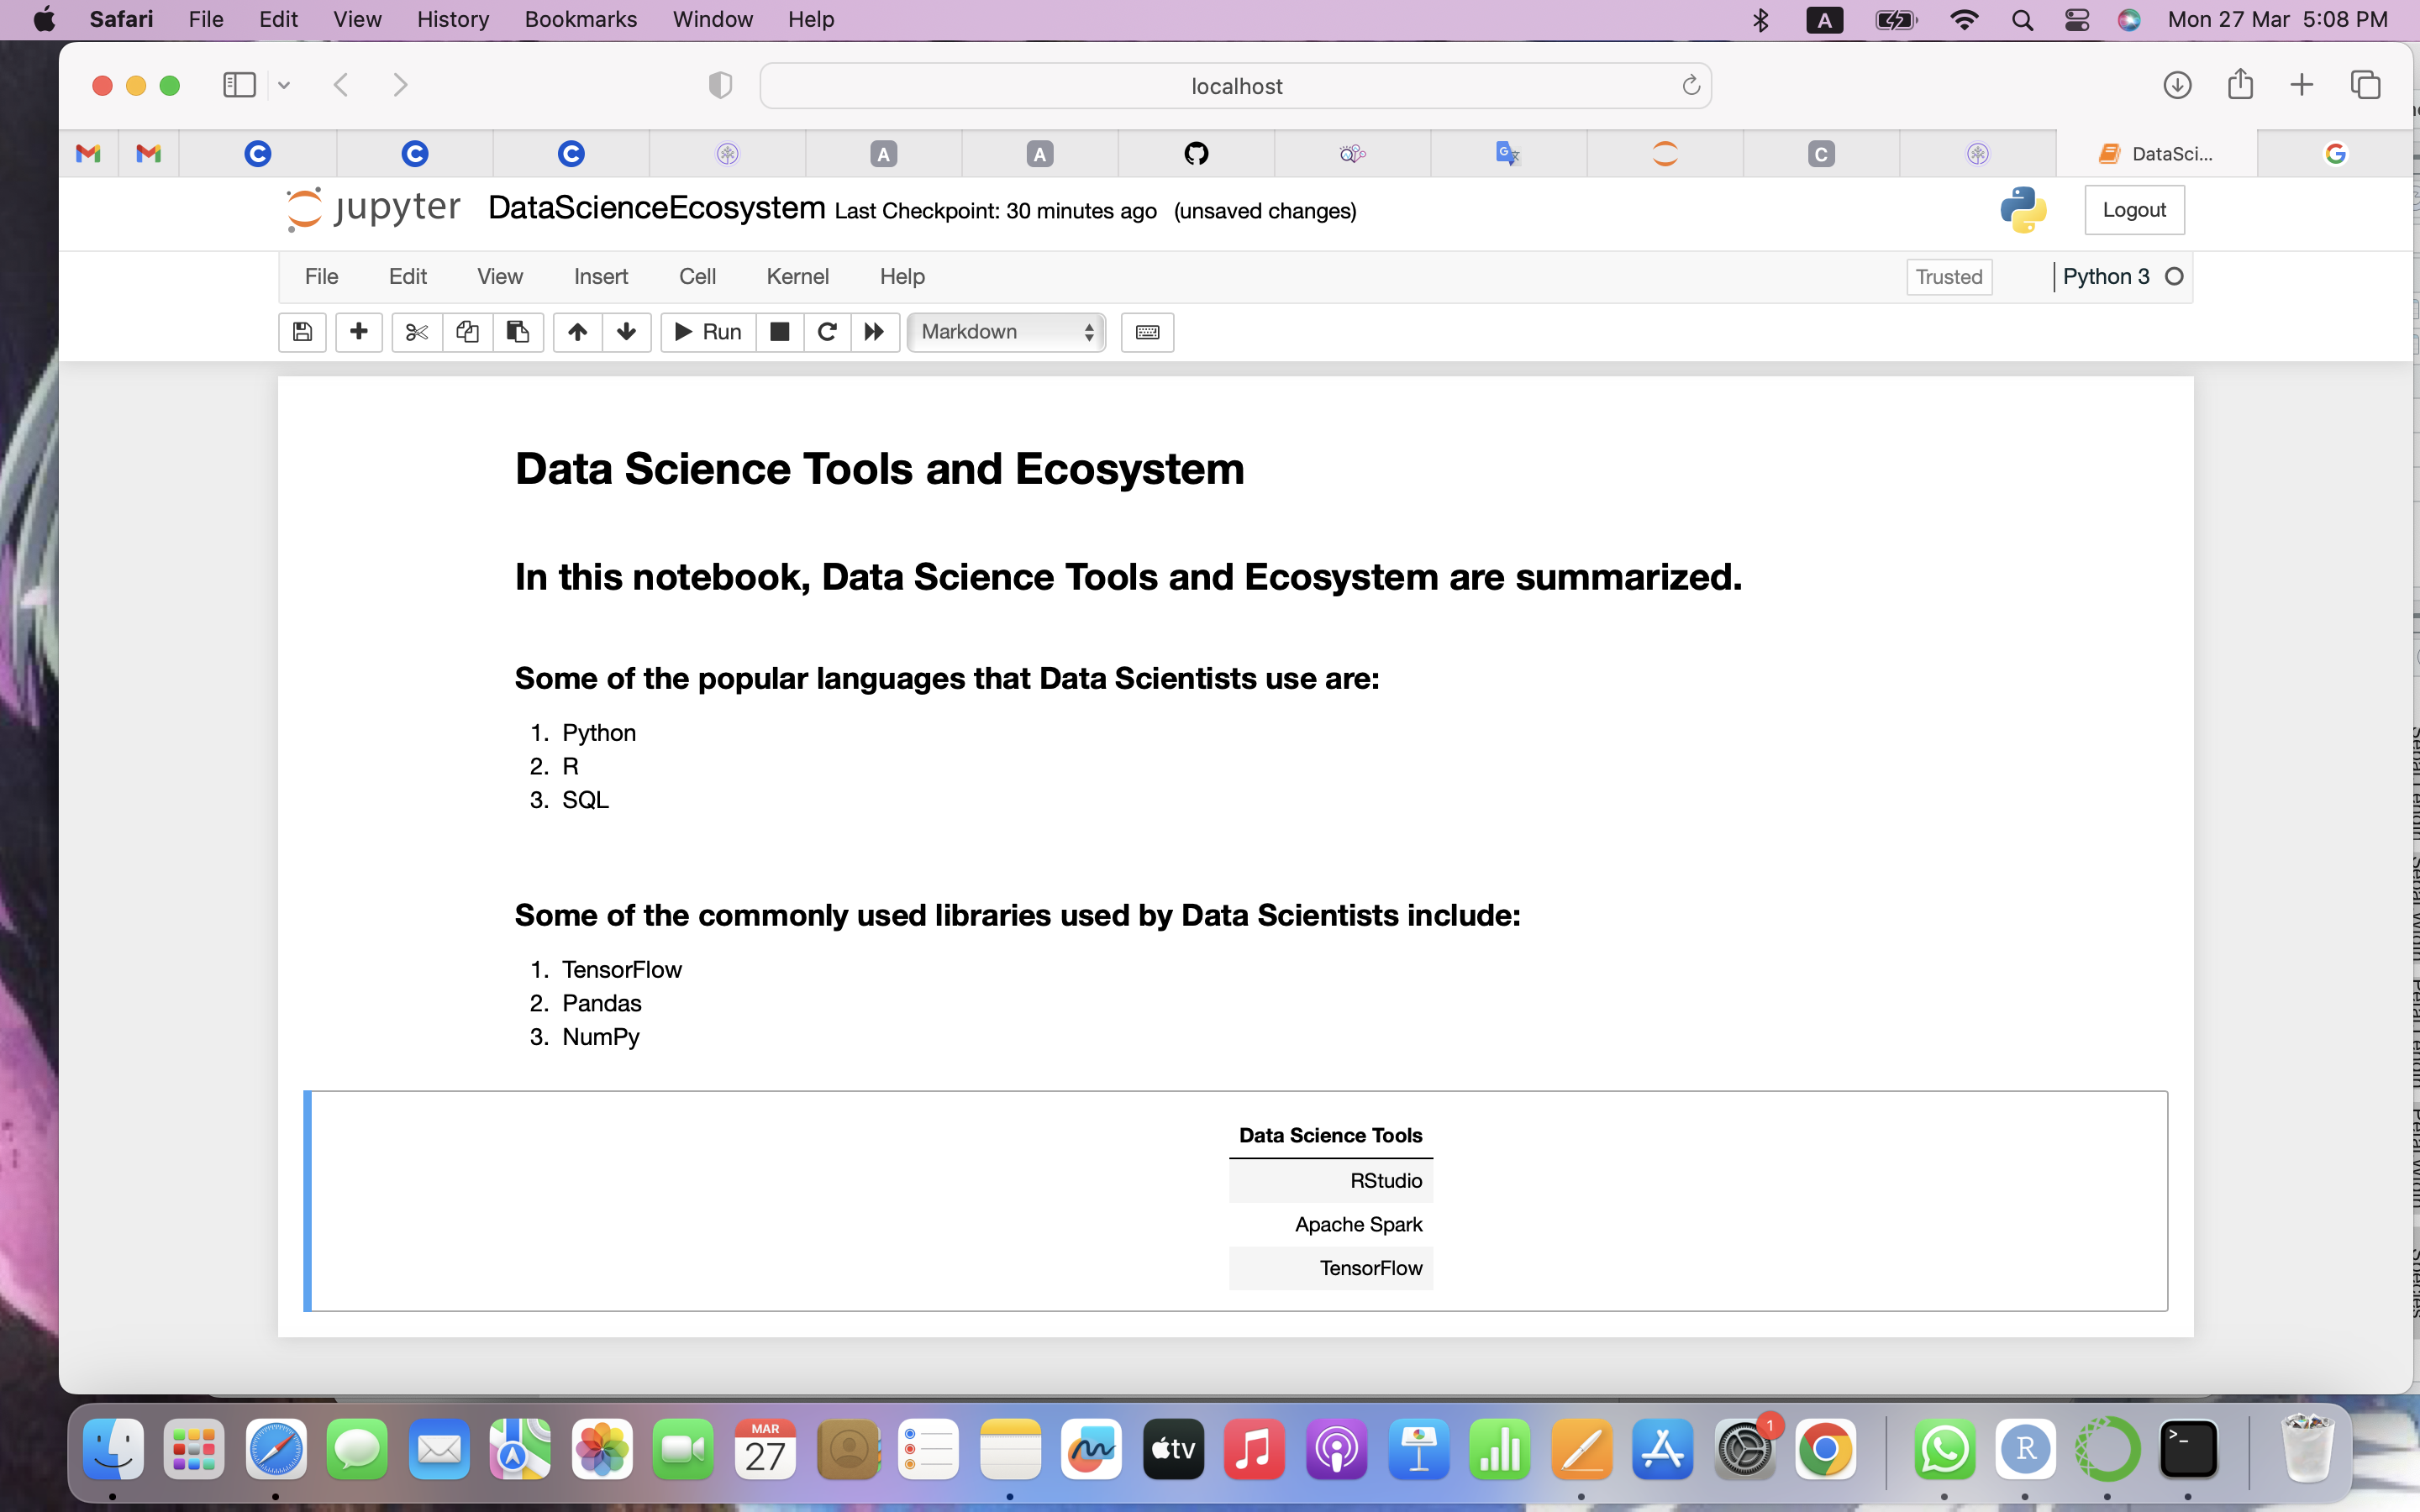 Safari File Edit View History Bookmarks Window Help A Mon 27 Mar 5:08 PM
localhost
C C C A A G C DataSci... G
jupyter DataScienceEcosystem Last Checkpoint: 30 minutes ago (unsaved changes) Logout
File Edit View Insert Cell Kernel Help Trusted Python 3
Run Markdown
Data Science Tools and Ecosystem
In this notebook, Data Science Tools and Ecosystem are summarized.
Some of the popular languages that Data Scientists use are:
1. Python
2. R
3. SQL
Some of the commonly used libraries used by Data Scientists include:
1. TensorFlow
2. Pandas
3. NumPy
Data Science Tools
RStudio
Apache Spark
TensorFlow
MAR
27
tv
1
R
>_